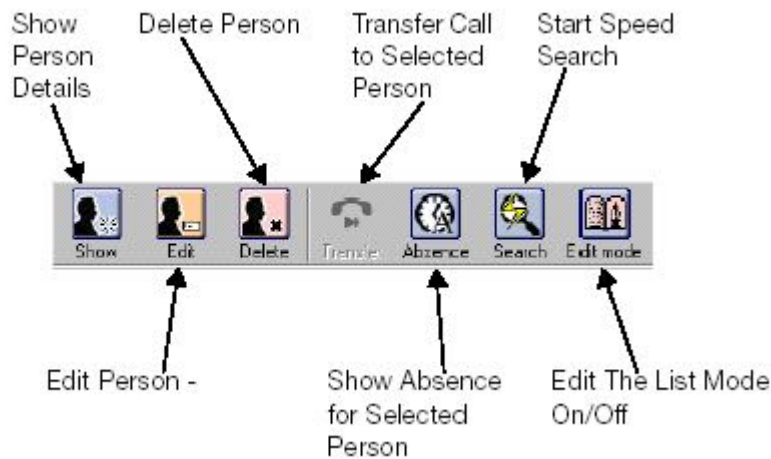 Show
Person
Details
Delete Person
Transfer Call
to Selected
Person
Start Speed
Search
Show
Edit
Delete
Transfer
Absence
Search
Edit mode
Edit Person -
Show Absence
for Selected
Person
Edit The List Mode
On/Off